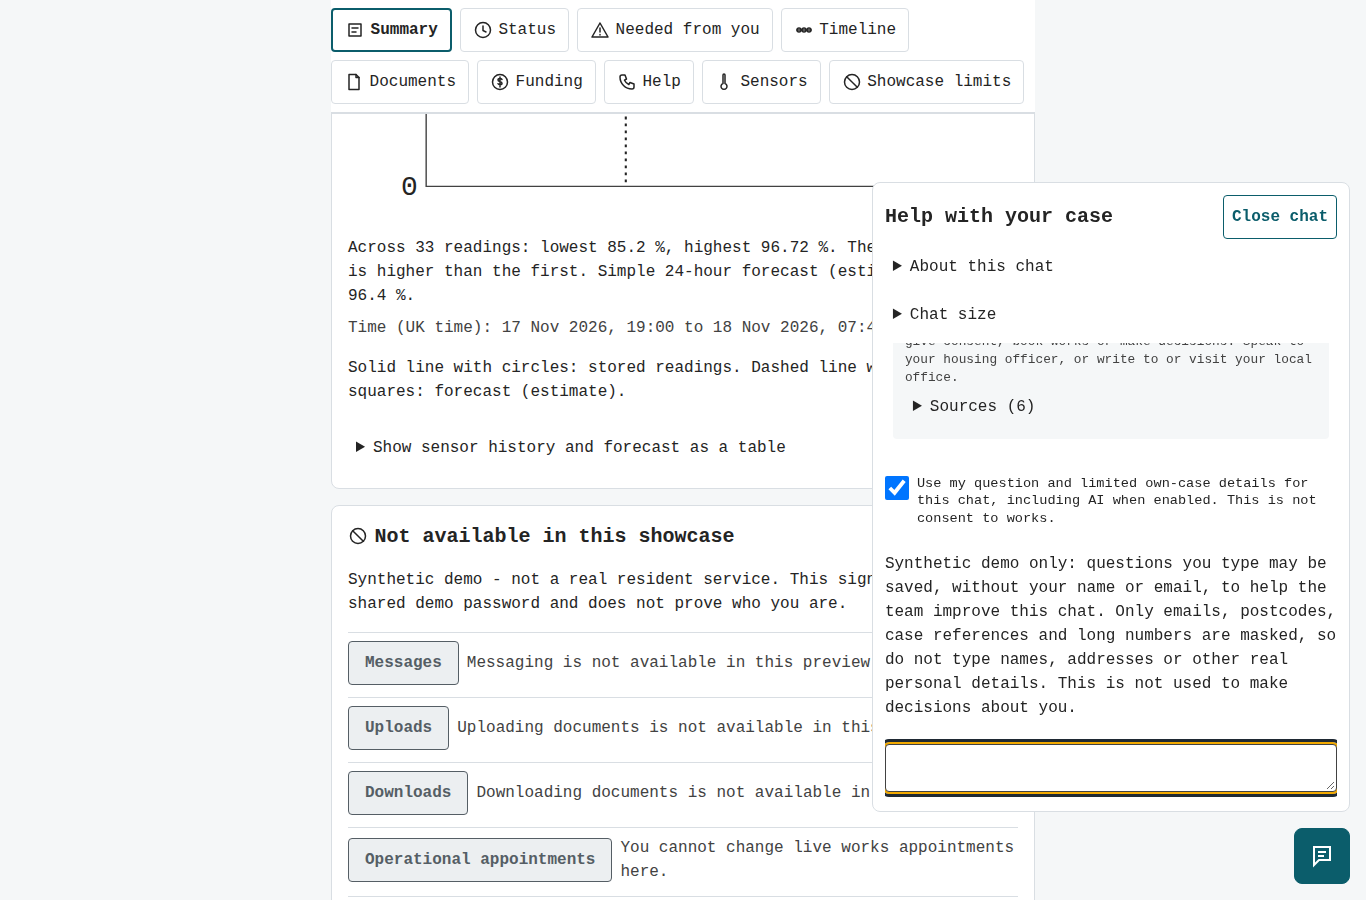 Summary
Status
Needed from you
Timeline
Documents
Funding
Help
Sensors
Showcase limits
0
Across 33 readings: lowest 85.2 %, highest 96.72 %. The
is higher than the first. Simple 24-hour forecast (esti
96.4 %.
Time (UK time): 17 Nov 2026, 19:00 to 18 Nov 2026, 07:4
Solid line with circles: stored readings. Dashed line w
squares: forecast (estimate).
Show sensor history and forecast as a table
Not available in this showcase
Synthetic demo - not a real resident service. This sign
shared demo password and does not prove who you are.
Messages
Messaging is not available in this preview
Uploads
Uploading documents is not available in this
Downloads
Downloading documents is not available in
Operational appointments
You cannot change live works appointments
here.
Help with your case
Close chat
About this chat
Chat size
give consent, book works or make decisions. Speak to
your housing officer, or write to or visit your local
office.
Sources (6)
Use my question and limited own-case details for
this chat, including AI when enabled. This is not
consent to works.
Synthetic demo only: questions you type may be
saved, without your name or email, to help the
team improve this chat. Only emails, postcodes,
case references and long numbers are masked, so
do not type names, addresses or other real
personal details. This is not used to make
decisions about you.